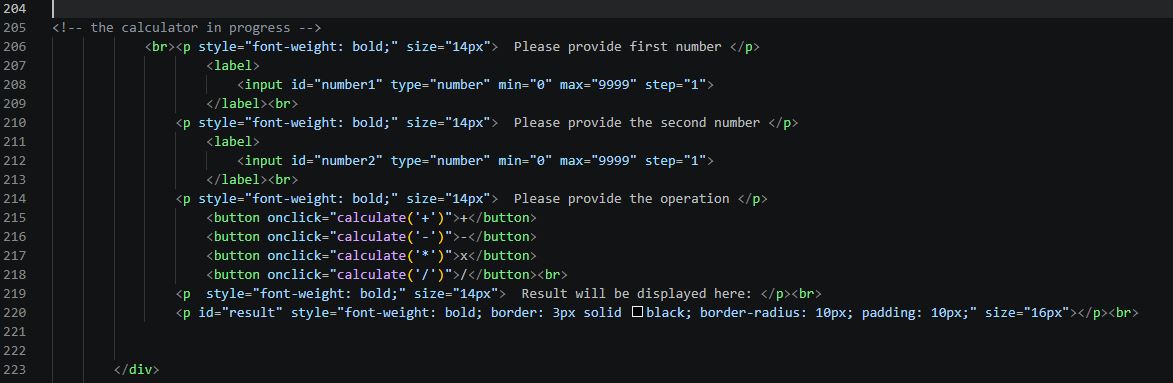 204
205 <!-- the calculator in progress -->
206 <br><p style="font-weight: bold;" size="14px">  Please provide first number </p>
207 <label>
208 <input id="number1" type="number" min="0" max="9999" step="1">
209 </label><br>
210 <p style="font-weight: bold;" size="14px">  Please provide the second number </p>
211 <label>
212 <input id="number2" type="number" min="0" max="9999" step="1">
213 </label><br>
214 <p style="font-weight: bold;" size="14px">  Please provide the operation </p>
215 <button onclick="calculate('+')">+</button>
216 <button onclick="calculate('-')">-</button>
217 <button onclick="calculate('*')">x</button>
218 <button onclick="calculate('/')">/</button><br>
219 <p  style="font-weight: bold;" size="14px">  Result will be displayed here: </p><br>
220 <p id="result" style="font-weight: bold; border: 3px solid black; border-radius: 10px; padding: 10px;" size="16px"></p><br>
221
222
223 </div>